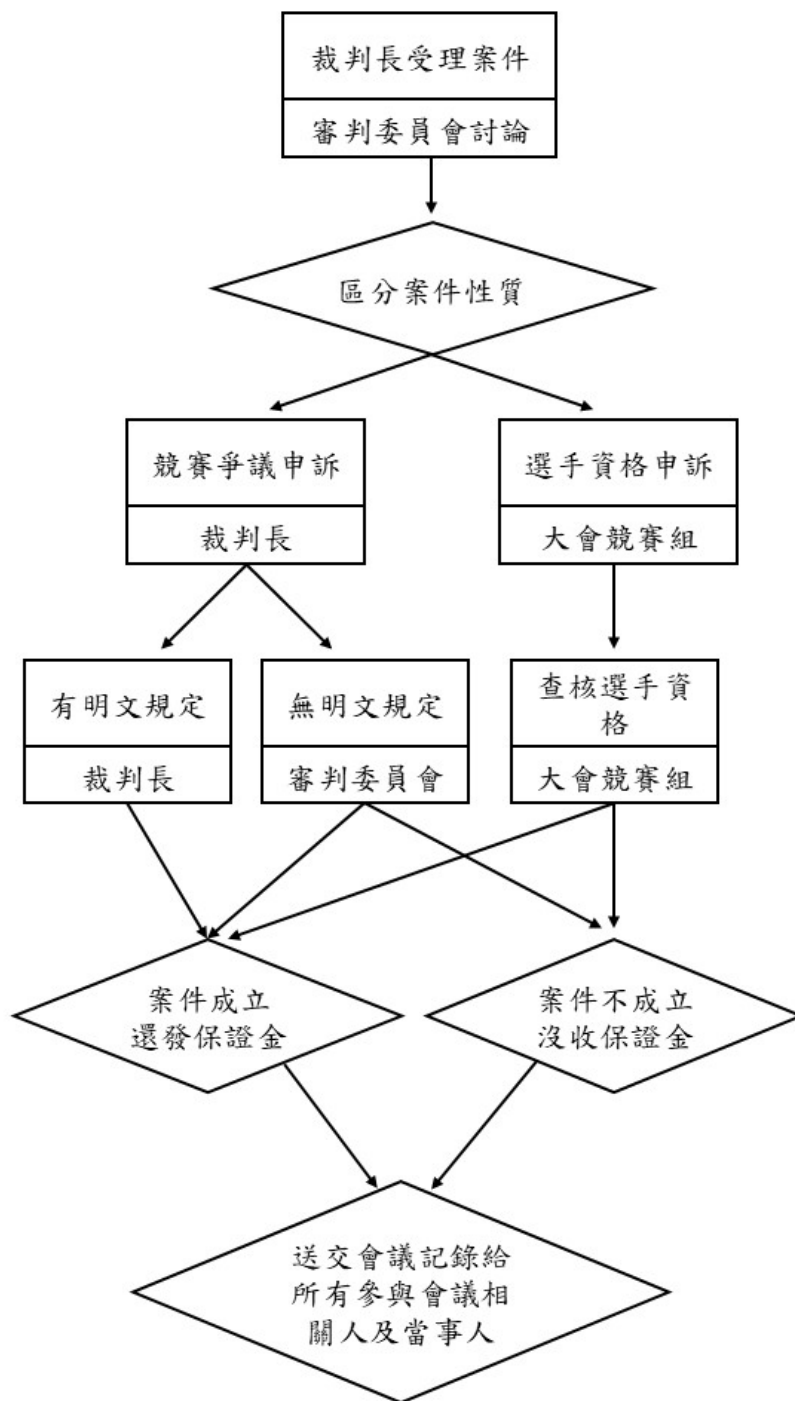 裁判長受理案件
審判委員會討論
區分案件性質
競賽爭議申訴
裁判長
選手資格申訴
大會競賽組
有明文規定
裁判長
無明文規定
審判委員會
查核選手資
格
大會競賽組
案件成立
還發保證金
案件不成立
沒收保證金
送交會議記錄給
所有參與會議相
關人及當事人